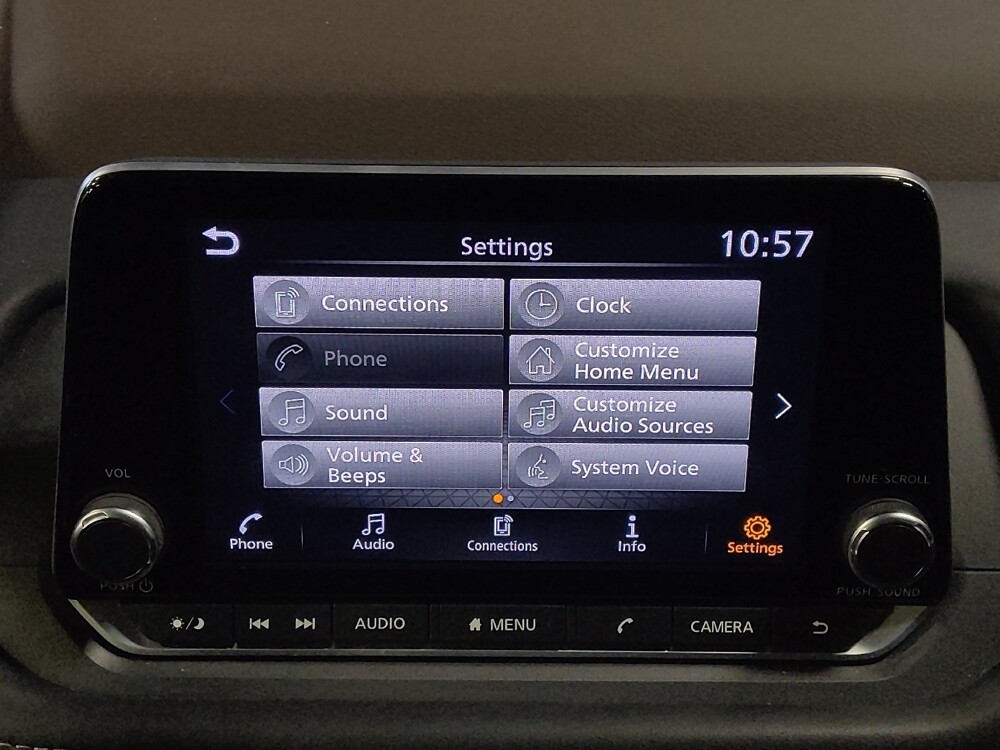 Settings
10:57
Connections
Clock
Phone
Customize
Home Menu
Sound
Customize
Audio Sources
Volume &
Beeps
System Voice
VOL
TUNE·SCROLL
Phone
Audio
Connections
Info
Settings
PUSH
PUSH SOUND
AUDIO
MENU
CAMERA